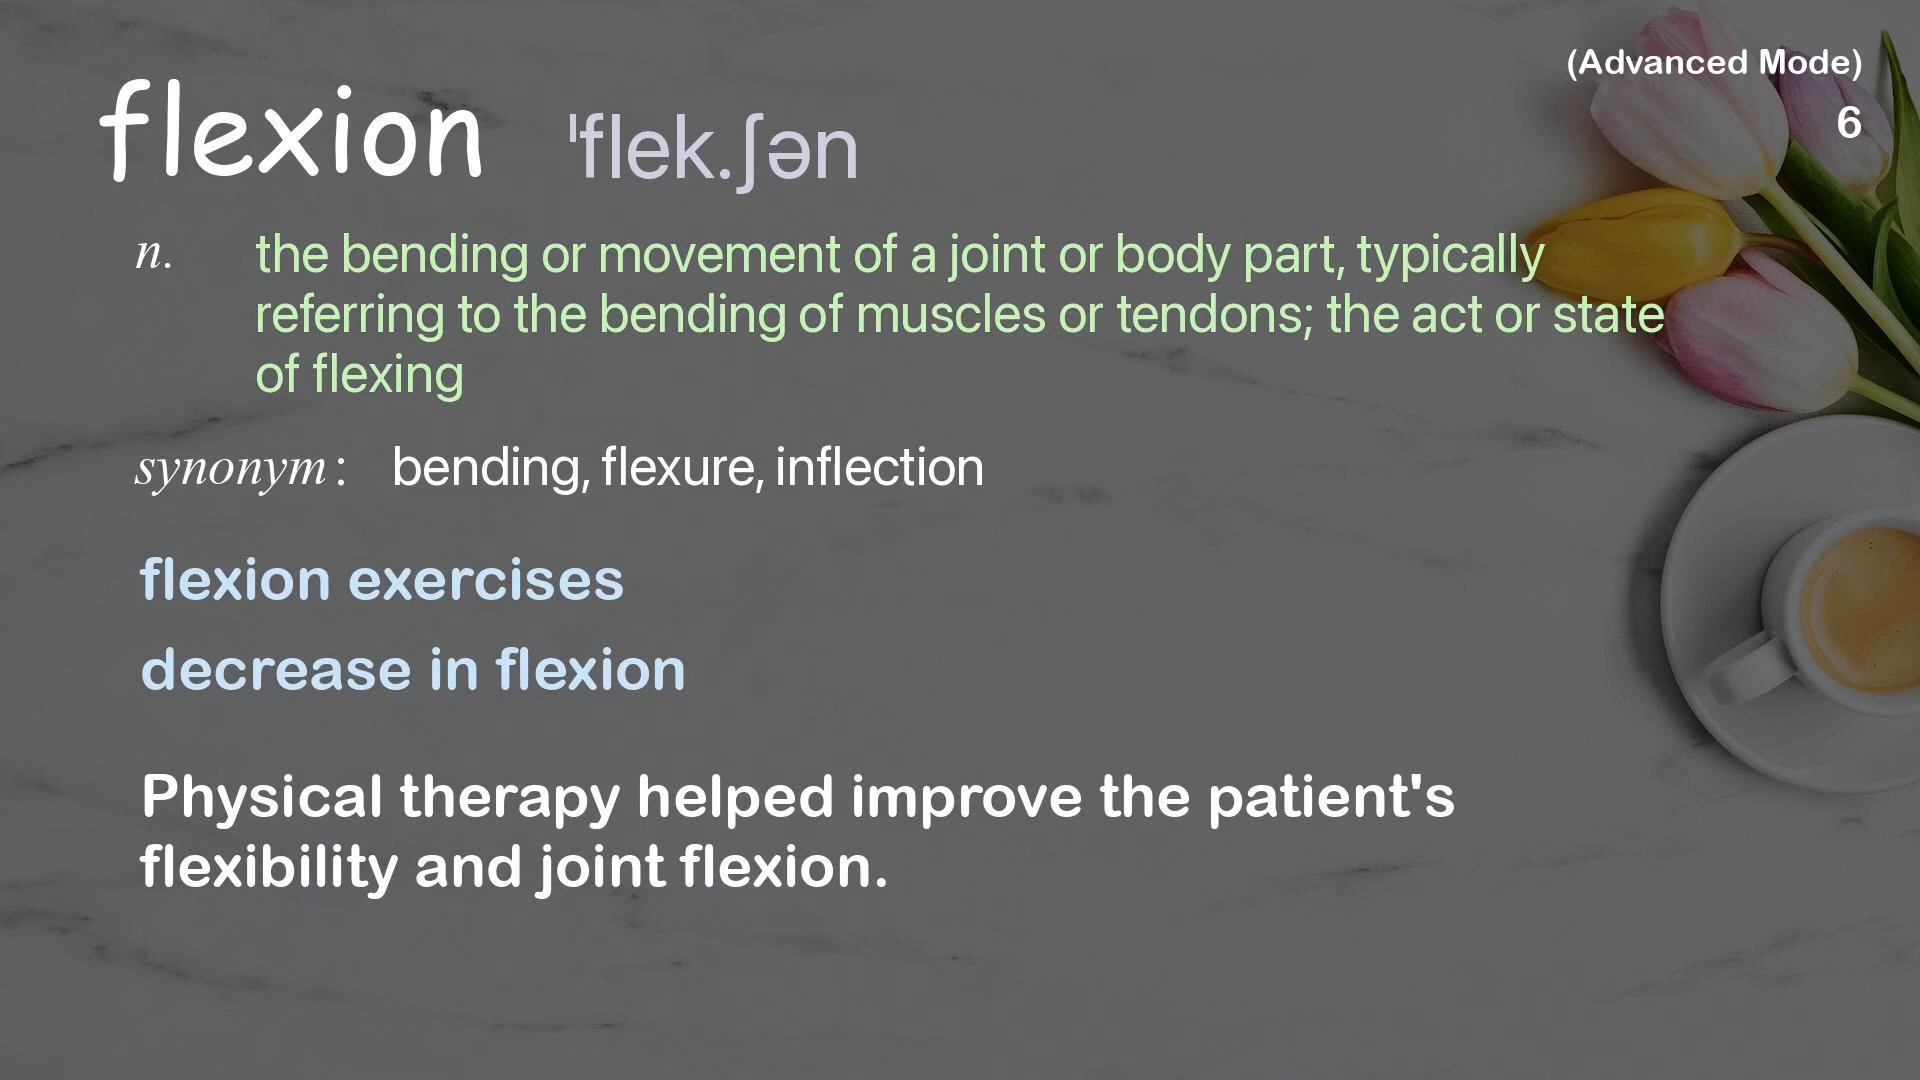 (Advanced Mode)
6
flexion ˈflek.ʃən
n. the bending or movement of a joint or body part, typically
referring to the bending of muscles or tendons; the act or state
of flexing
synonym: bending, flexure, inflection
flexion exercises
decrease in flexion
Physical therapy helped improve the patient's
flexibility and joint flexion.